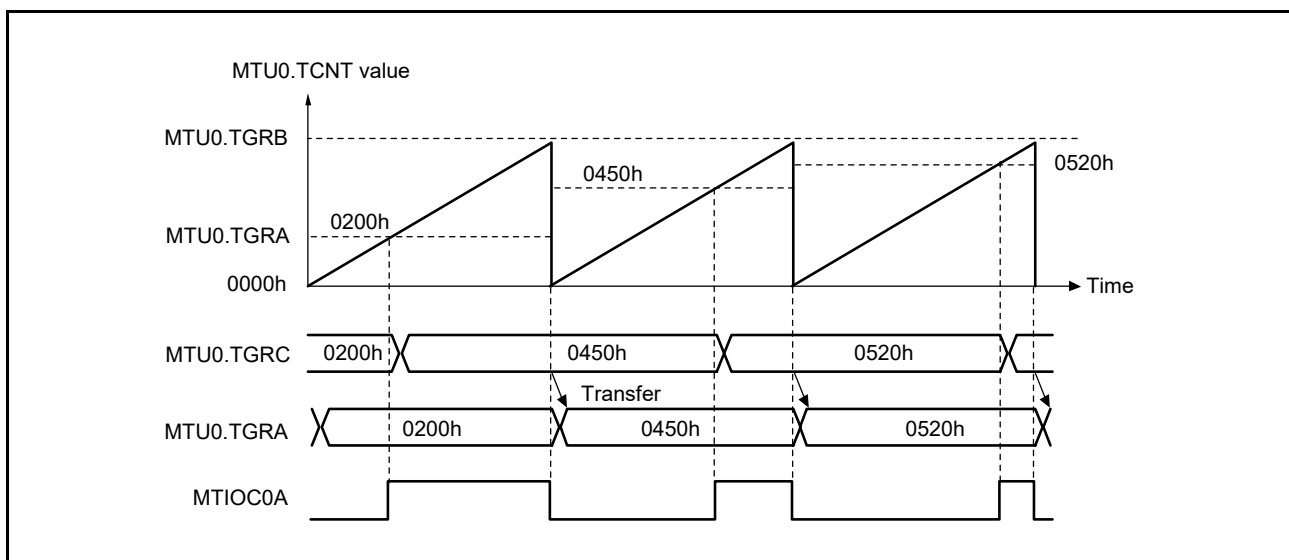 MTU0.TCNT value
MTU0.TGRB
0520h
0450h
0200h
MTU0.TGRA
0000h
Time
MTU0.TGRC
0200h
0450h
0520h
Transfer
MTU0.TGRA
0200h
0450h
0520h
MTIOC0A